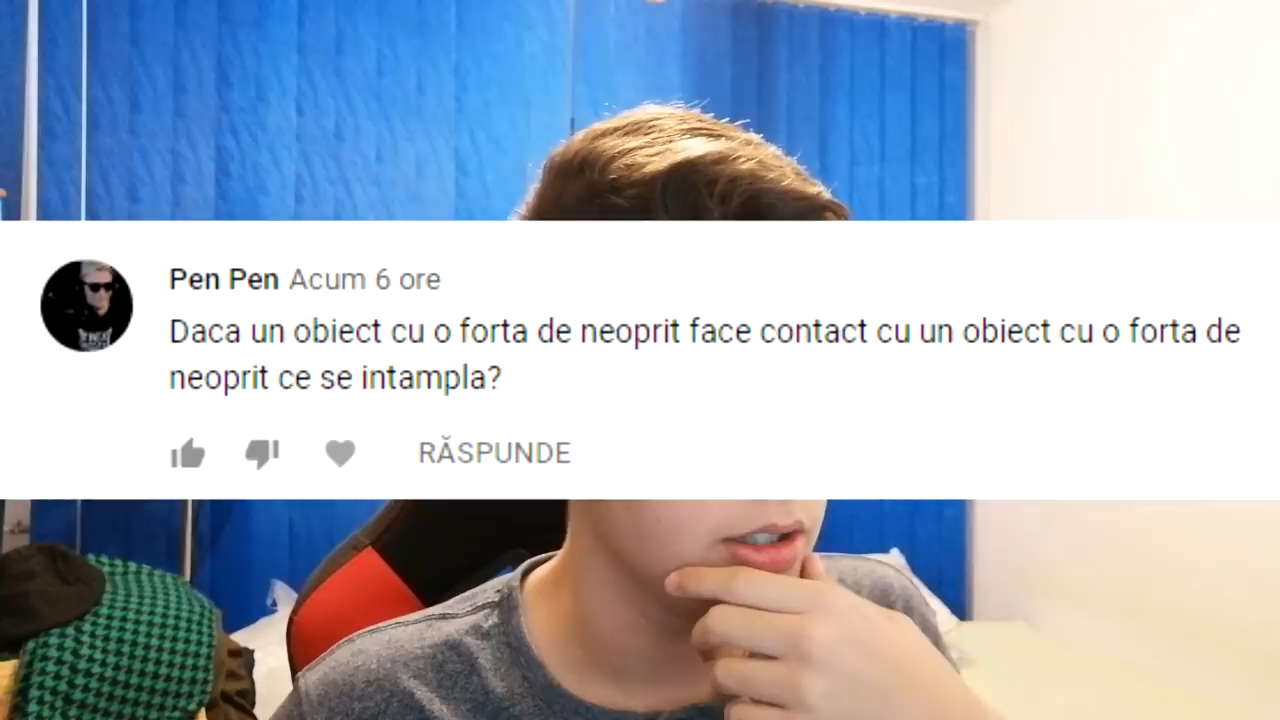 Pen Pen Acum 6 ore
Daca un obiect cu o forta de neoprit face contact cu un obiect cu o forta de
neoprit ce se intampla?
RĂSPUNDE